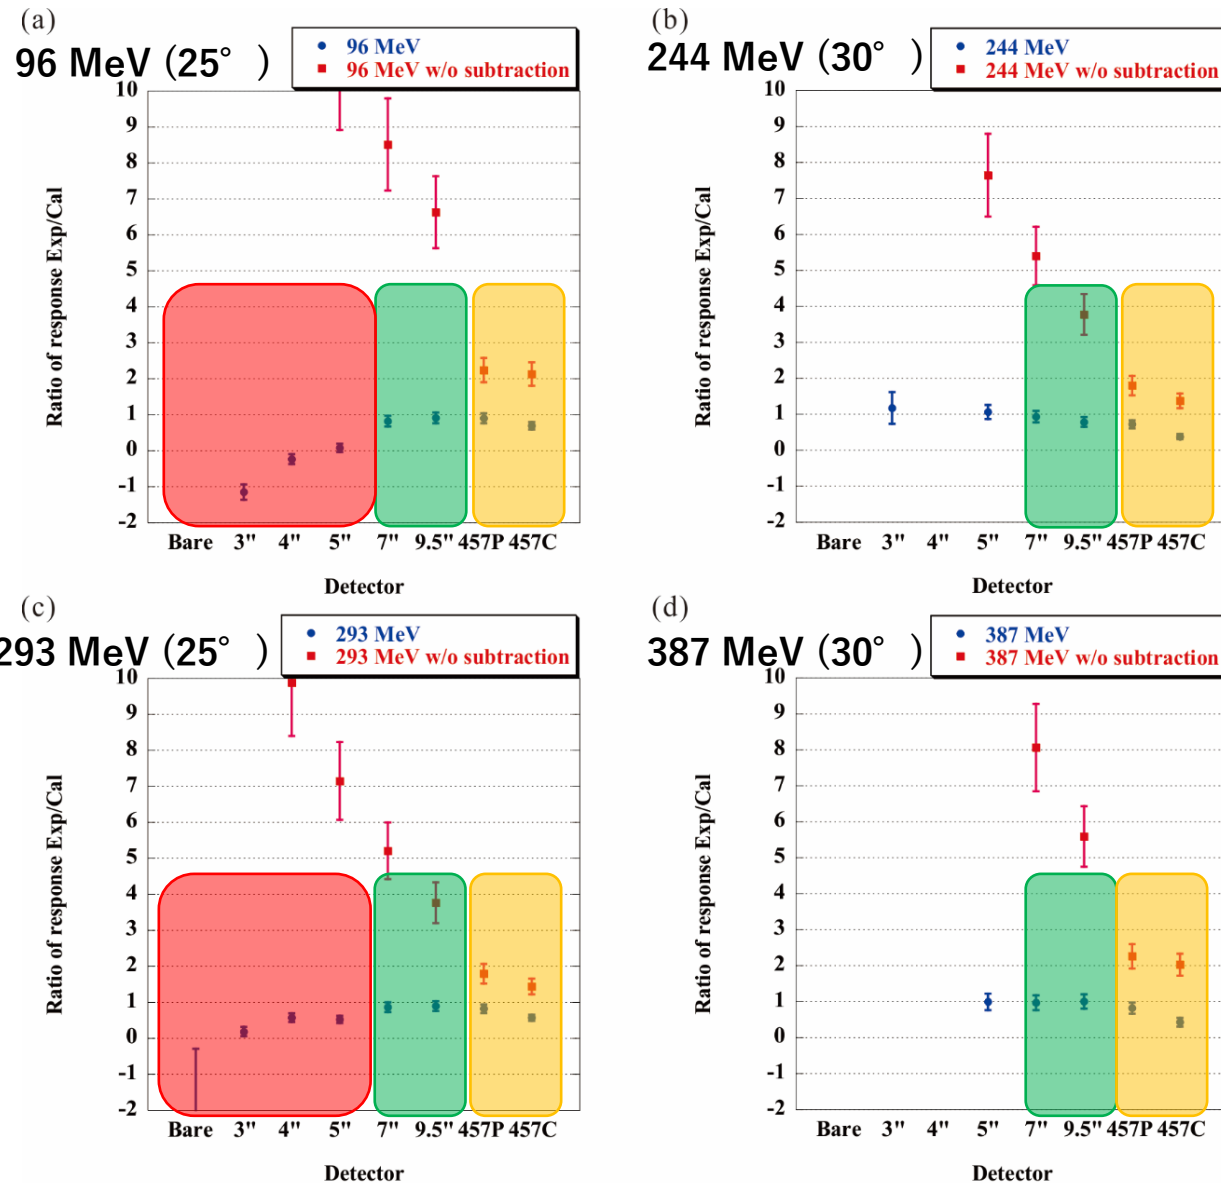 (a)
96 MeV (25° )
96 MeV
96 MeV w/o subtraction
10
9
8
7
6
5
4
3
2
1
0
-1
-2
Ratio of response Exp/Cal
Bare 3" 4" 5" 7" 9.5" 457P 457C
Detector
(b)
244 MeV (30° )
244 MeV
244 MeV w/o subtraction
10
9
8
7
6
5
4
3
2
1
0
-1
-2
Ratio of response Exp/Cal
Bare 3" 4" 5" 7" 9.5" 457P 457C
Detector
(c)
293 MeV (25° )
293 MeV
293 MeV w/o subtraction
10
9
8
7
6
5
4
3
2
1
0
-1
-2
Ratio of response Exp/Cal
Bare 3" 4" 5" 7" 9.5" 457P 457C
Detector
(d)
387 MeV (30° )
387 MeV
387 MeV w/o subtraction
10
9
8
7
6
5
4
3
2
1
0
-1
-2
Ratio of response Exp/Cal
Bare 3" 4" 5" 7" 9.5" 457P 457C
Detector